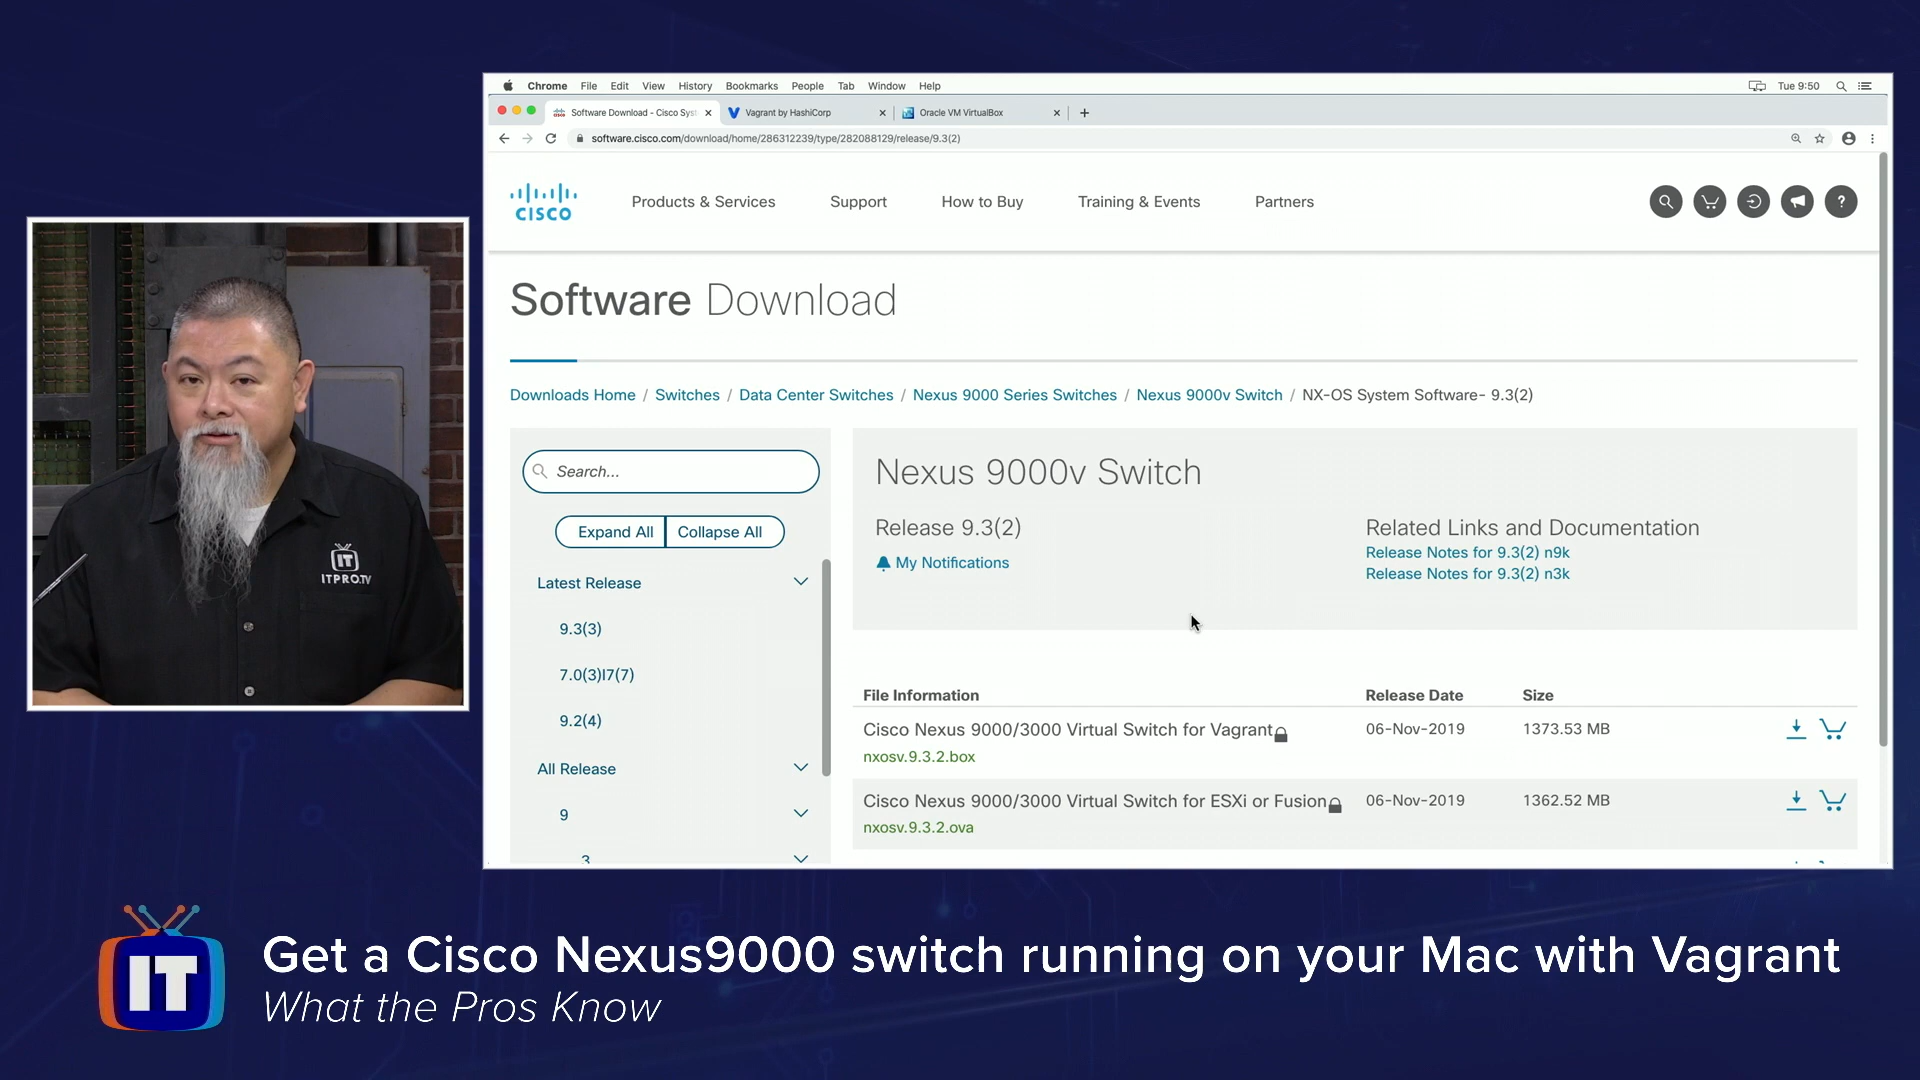 Chrome File Edit View History Bookmarks People Tab Window Help Tue 9:50
Software Download - Cisco Syst Vagrant by HashiCorp Oracle VM VirtualBox
software.cisco.com/download/home/286312239/type/282088129/release/9.3(2)
CISCO
Products & Services Support How to Buy Training & Events Partners
Software Download
Downloads Home / Switches / Data Center Switches / Nexus 9000 Series Switches / Nexus 9000v Switch / NX-OS System Software- 9.3(2)
Search...
Expand All Collapse All
Latest Release
9.3(3)
7.0(3)I7(7)
9.2(4)
All Release
9
3
Nexus 9000v Switch
Release 9.3(2)
My Notifications
Related Links and Documentation
Release Notes for 9.3(2) n9k
Release Notes for 9.3(2) n3k
File Information Release Date Size
Cisco Nexus 9000/3000 Virtual Switch for Vagrant 06-Nov-2019 1373.53 MB
nxosv.9.3.2.box
Cisco Nexus 9000/3000 Virtual Switch for ESXi or Fusion 06-Nov-2019 1362.52 MB
nxosv.9.3.2.ova
IT
ITPRO.TV
IT
Get a Cisco Nexus9000 switch running on your Mac with Vagrant
What the Pros Know